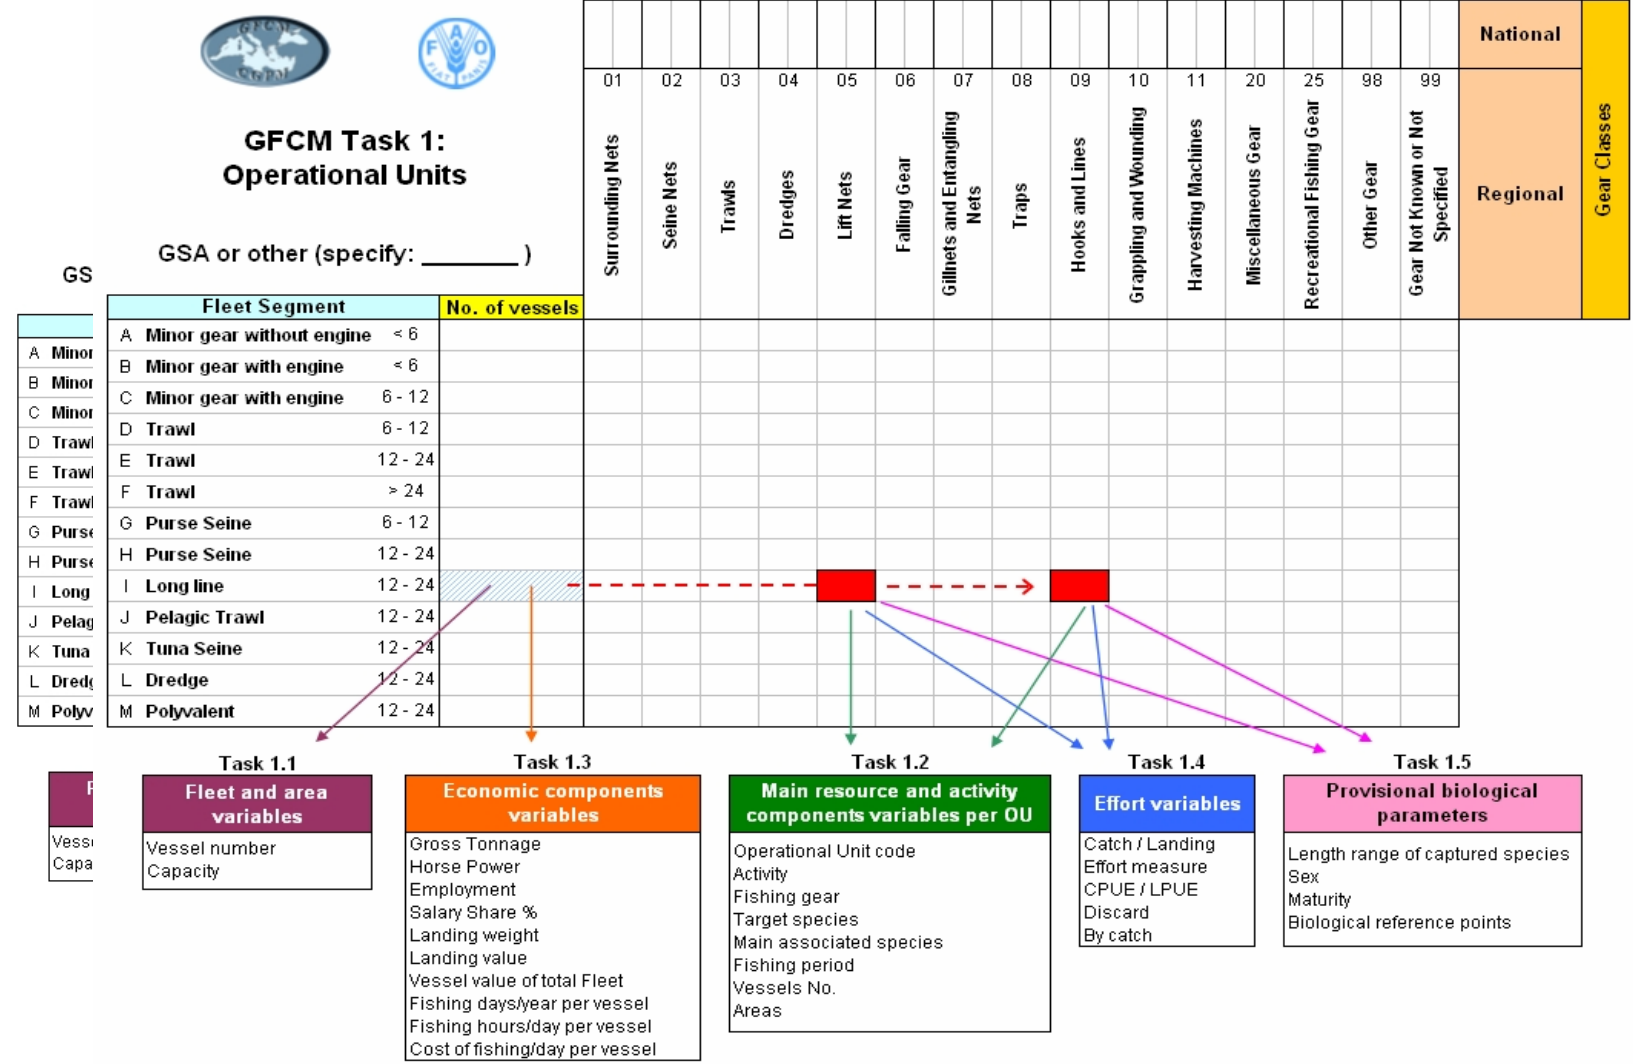 GFCM
CGPM
F A O
FIAT PANIS
GFCM Task 1:
Operational Units
GSA or other (specify: _______ )
National
Regional
Gear Classes
01 02 03 04 05 06 07 08 09 10 11 20 25 98 99
Surrounding Nets
Seine Nets
Trawls
Dredges
Lift Nets
Falling Gear
Gillnets and Entangling
Nets
Traps
Hooks and Lines
Grappling and Wounding
Harvesting Machines
Miscellaneous Gear
Recreational Fishing Gear
Other Gear
Gear Not Known or Not
Specified
GS
A Minor
B Minor
C Minor
D Trawl
E Trawl
F Trawl
G Purse
H Purse
I Long
J Pelag
K Tuna
L Dredg
M Polyv
Vesse
Capa
Fleet Segment No. of vessels
A Minor gear without engine < 6
B Minor gear with engine < 6
C Minor gear with engine 6 - 12
D Trawl 6 - 12
E Trawl 12 - 24
F Trawl > 24
G Purse Seine 6 - 12
H Purse Seine 12 - 24
I Long line 12 - 24
J Pelagic Trawl 12 - 24
K Tuna Seine 12 - 24
L Dredge 12 - 24
M Polyvalent 12 - 24
Task 1.1
Fleet and area
variables
Vessel number
Capacity
Task 1.3
Economic components
variables
Gross Tonnage
Horse Power
Employment
Salary Share %
Landing weight
Landing value
Vessel value of total Fleet
Fishing days/year per vessel
Fishing hours/day per vessel
Cost of fishing/day per vessel
Task 1.2
Main resource and activity
components variables per OU
Operational Unit code
Activity
Fishing gear
Target species
Main associated species
Fishing period
Vessels No.
Areas
Task 1.4
Effort variables
Catch / Landing
Effort measure
CPUE / LPUE
Discard
By catch
Task 1.5
Provisional biological
parameters
Length range of captured species
Sex
Maturity
Biological reference points